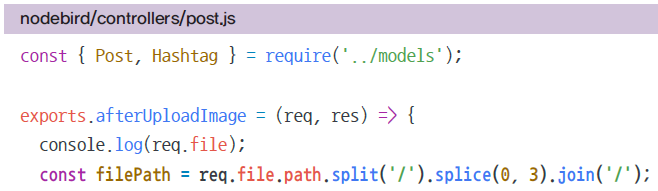 nodebird/controllers/post.js
const { Post, Hashtag } = require('../models');
exports.afterUploadImage = (req, res) => {
console.log(req.file);
const filePath = req.file.path.split('/').splice(0, 3).join('/');